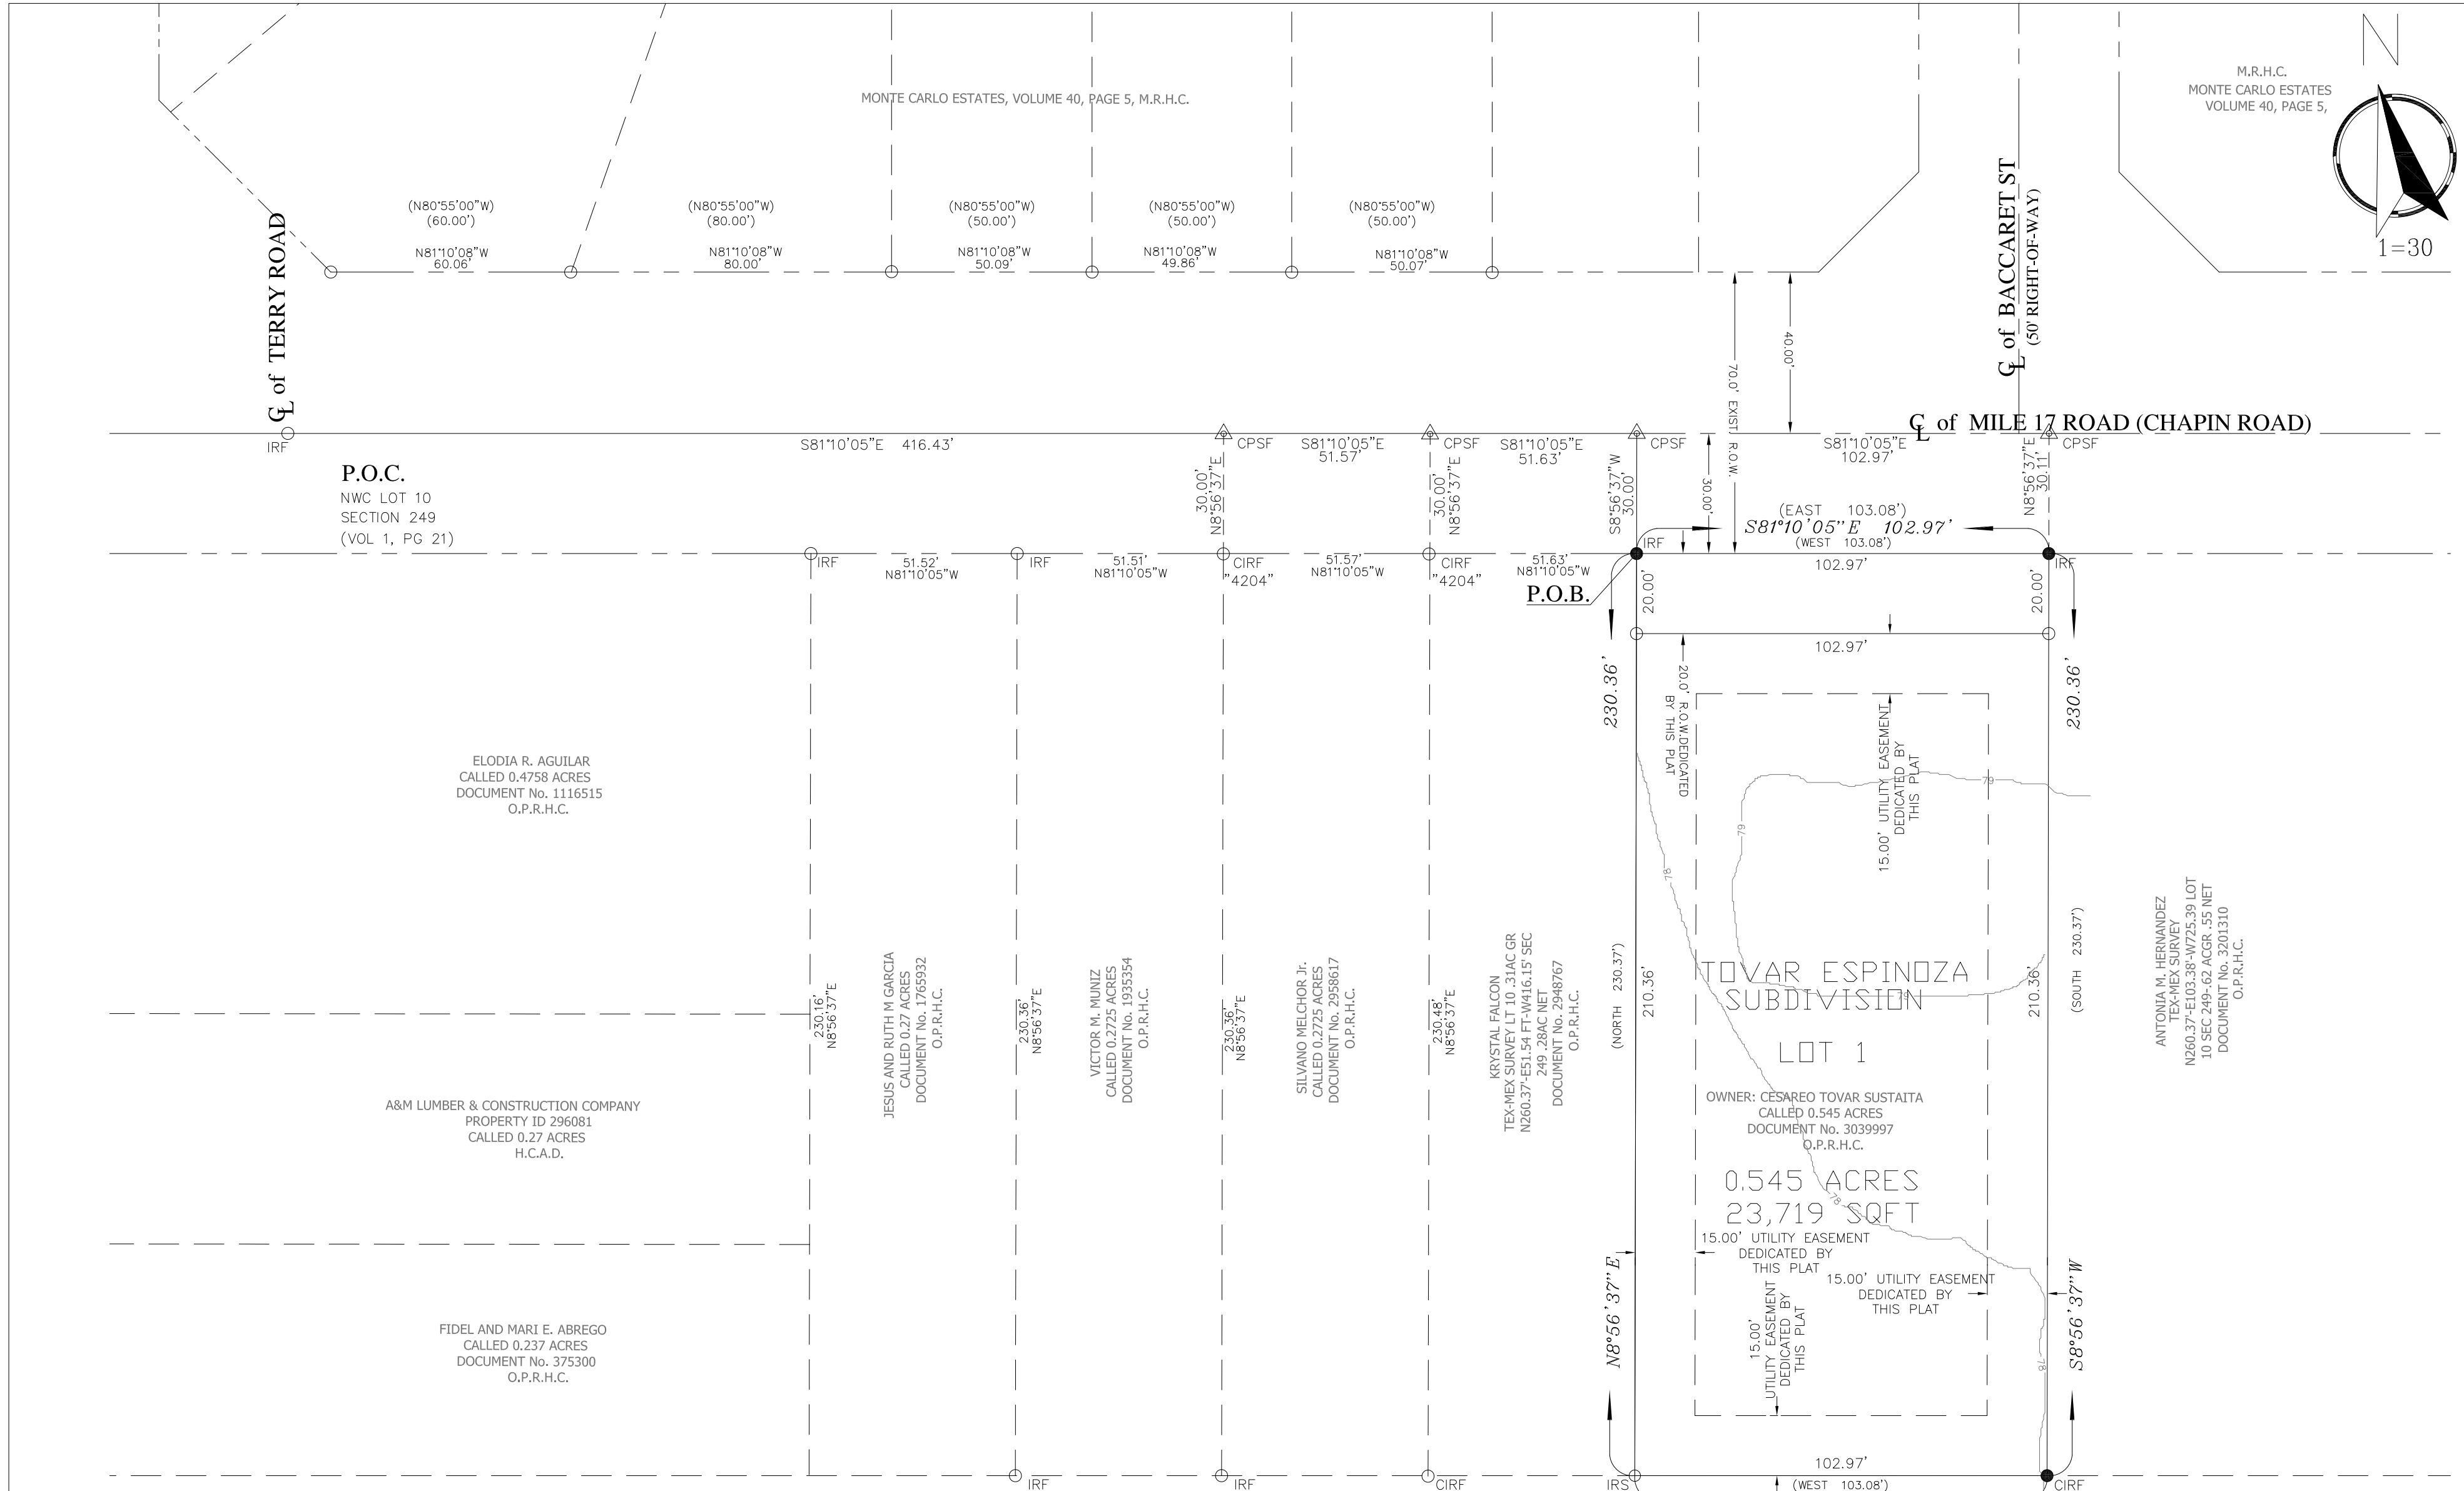 MONTE CARLO ESTATES, VOLUME 40, PAGE 5, M.R.H.C.
M.R.H.C.
MONTE CARLO ESTATES
VOLUME 40, PAGE 5,
N
1=30
(N80°55'00"W)
(60.00')
N81°10'08"W
60.06'
(N80°55'00"W)
(80.00')
N81°10'08"W
80.00'
(N80°55'00"W)
(50.00')
N81°10'08"W
50.09'
(N80°55'00"W)
(50.00')
N81°10'08"W
49.86'
(N80°55'00"W)
(50.00')
N81°10'08"W
50.07'
CL of TERRY ROAD
CL of BACCARET ST
(50' RIGHT-OF-WAY)
70.0' EXIST. R.O.W.
40.00'
30.00'
CL of MILE 17 ROAD (CHAPIN ROAD)
IRF
S81°10'05"E 416.43'
CPSF
S81°10'05"E
51.57'
CPSF
S81°10'05"E
51.63'
CPSF
S81°10'05"E
102.97'
CPSF
P.O.C.
NWC LOT 10
SECTION 249
(VOL 1, PG 21)
30.00'
N8°56'37"E
30.00'
N8°56'37"E
S8°56'37"W
30.00'
N8°56'37"E
30.11'
(EAST 103.08')
S81°10'05"E 102.97'
(WEST 103.08')
IRF
51.52'
N81°10'05"W
IRF
51.51'
N81°10'05"W
CIRF
"4204"
51.57'
N81°10'05"W
CIRF
"4204"
51.63'
N81°10'05"W
IRF
102.97'
IRF
P.O.B.
20.00'
20.00'
102.97'
230.36'
230.36'
20.0' R.O.W.DEDICATED
BY THIS PLAT
15.00' UTILITY EASEMENT
DEDICATED BY
THIS PLAT
79
79
78
79
78
78
ELODIA R. AGUILAR
CALLED 0.4758 ACRES
DOCUMENT No. 1116515
O.P.R.H.C.
A&M LUMBER & CONSTRUCTION COMPANY
PROPERTY ID 296081
CALLED 0.27 ACRES
H.C.A.D.
FIDEL AND MARI E. ABREGO
CALLED 0.237 ACRES
DOCUMENT No. 375300
O.P.R.H.C.
230.16'
N8°56'37"E
JESUS AND RUTH M GARCIA
CALLED 0.27 ACRES
DOCUMENT No. 1765932
O.P.R.H.C.
230.36'
N8°56'37"E
VICTOR M. MUNIZ
CALLED 0.2725 ACRES
DOCUMENT No. 1935354
O.P.R.H.C.
230.36'
N8°56'37"E
SILVANO MELCHOR Jr.
CALLED 0.2725 ACRES
DOCUMENT No. 2958617
O.P.R.H.C.
230.48'
N8°56'37"E
KRYSTAL FALCON
TEX-MEX SURVEY LT 10 .31AC GR
N260.37'-E51.54 FT-W416.15' SEC
249 .28AC NET
DOCUMENT No. 2948767
O.P.R.H.C.
(NORTH 230.37')
210.36'
TOVAR ESPINOZA
SUBDIVISION
LOT 1
OWNER: CESAREO TOVAR SUSTAITA
CALLED 0.545 ACRES
DOCUMENT No. 3039997
O.P.R.H.C.
0.545 ACRES
23,719 SQFT
15.00' UTILITY EASEMENT
DEDICATED BY
THIS PLAT
15.00' UTILITY EASEMENT
DEDICATED BY
THIS PLAT
15.00'
UTILITY EASEMENT
DEDICATED BY
THIS PLAT
210.36'
(SOUTH 230.37')
ANTONIA M. HERNANDEZ
TEX-MEX SURVEY
N260.37'-E103.38'-W725.39 LOT
10 SEC 249-.62 ACGR .55 NET
DOCUMENT No. 3201310
O.P.R.H.C.
N8°56'37"E
S8°56'37"W
IRF
IRF
CIRF
IRS
102.97'
(WEST 103.08')
CIRF